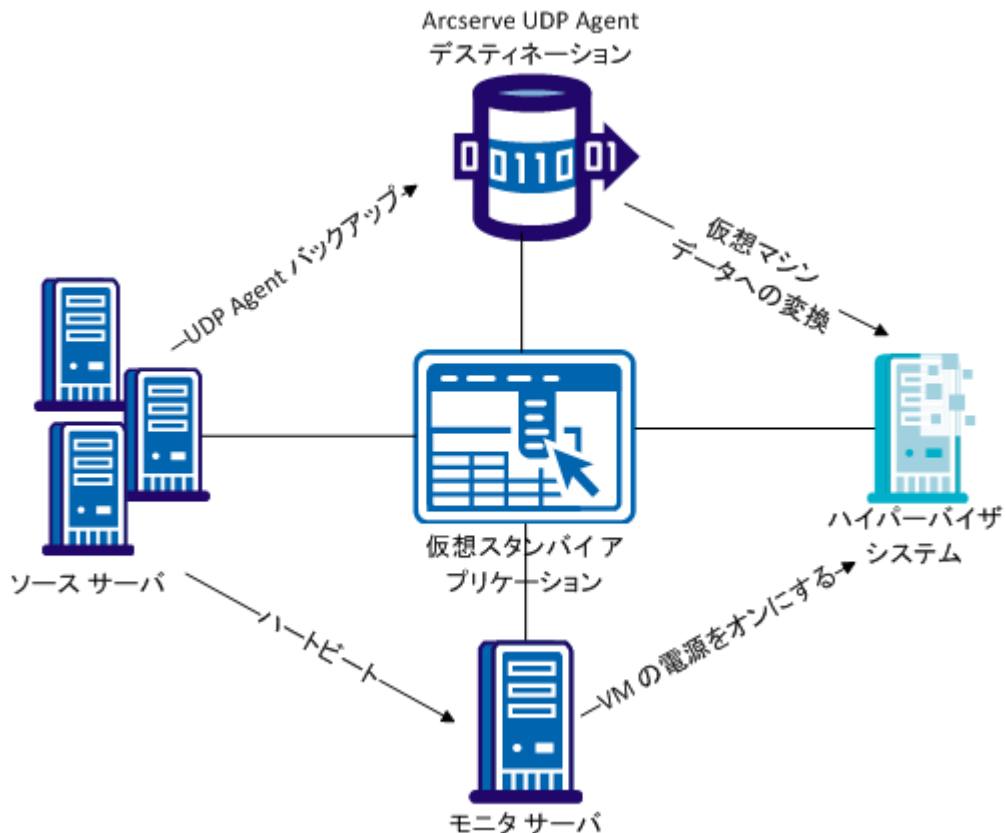 Arcserve UDP Agent
デスティネーション
0 0110 01
UDP Agent バックアップ
仮想マシン
データへの変換
ソース サーバ
仮想スタンバイ ア
プリケーション
ハイパーバイザ
システム
ハートビート
VM の電源をオンにする
モニタ サーバ